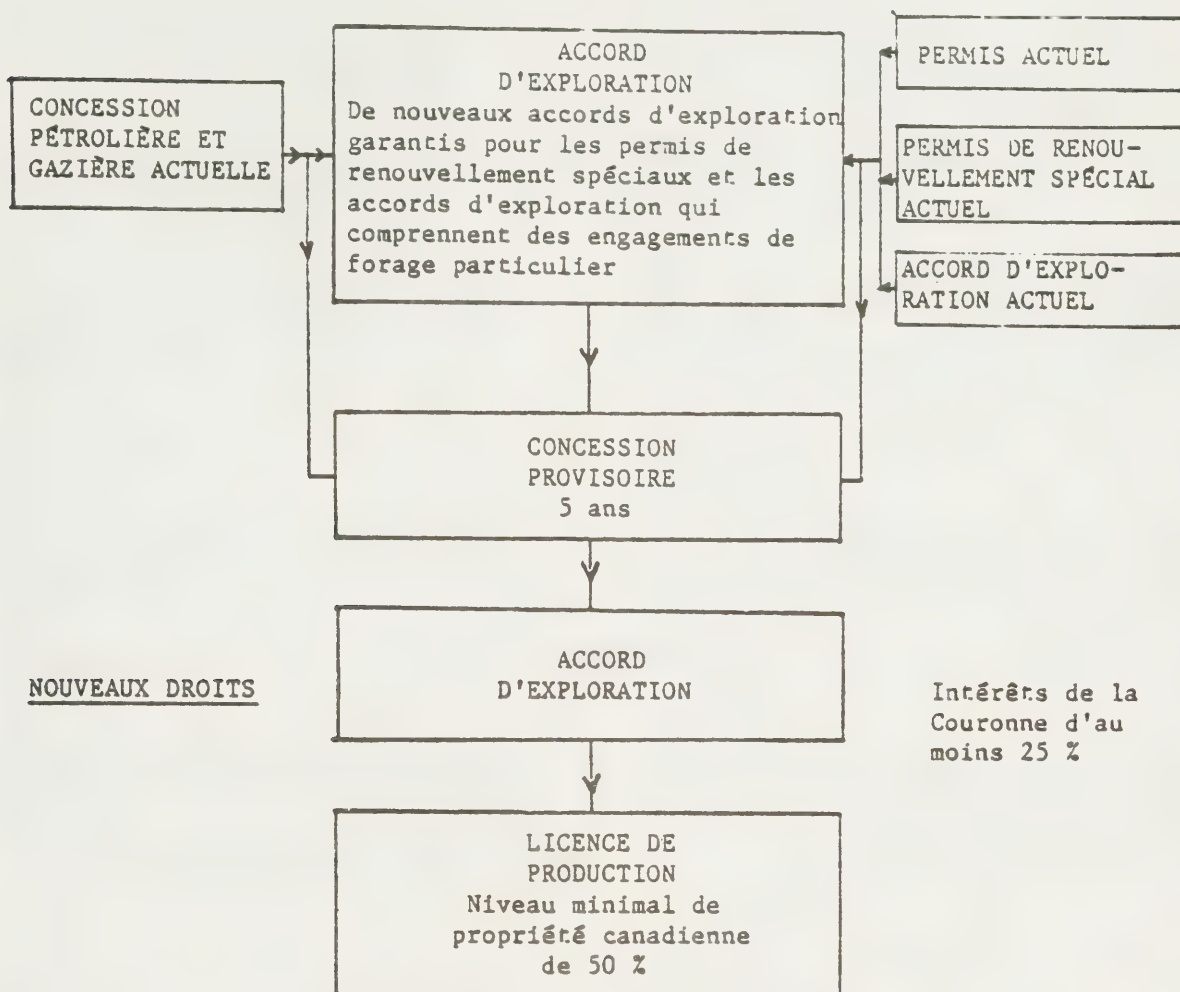 ACCORD
D'EXPLORATION
De nouveaux accords d'exploration
garantis pour les permis de
renouvellement spéciaux et les
accords d'exploration qui
comprennent des engagements de
forage particulier
CONCESSION
PÉTROLIÈRE ET
GAZIÈRE ACTUELLE
PERMIS ACTUEL
PERMIS DE RENOU-
VELLEMENT SPÉCIAL
ACTUEL
ACCORD D'EXPLO-
RATION ACTUEL
CONCESSION
PROVISOIRE
5 ans
NOUVEAUX DROITS
ACCORD
D'EXPLORATION
Intérêts de la
Couronne d'au
moins 25 %
LICENCE DE
PRODUCTION
Niveau minimal de
propriété canadienne
de 50 %